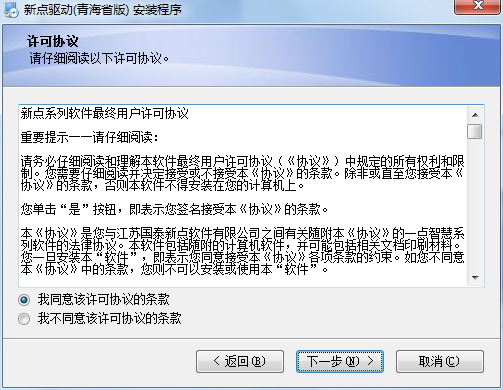 新点驱动(青海省版) 安装程序
许可协议
请仔细阅读以下许可协议。
新点系列软件最终用户许可协议
重要提示一一请仔细阅读：
请务必仔细阅读和理解本软件最终用户许可协议（《协议》）中规定的所有权利和限
制。您需要仔细阅读并决定接受或不接受本《协议》的条款。除非或直至您接受本《
协议》的条款，否则本软件不得安装在您的计算机上。
您单击“是”按钮，即表示您签名接受本《协议》的条款。
本《协议》是您与江苏国泰新点软件有限公司之间有关随附本《协议》的一点智慧系
列软件的法律协议。本软件包括随附的计算机软件，并可能包括相关文档印刷材料。
您一旦安装本“软件”，即表示您同意接受本《协议》各项条款的约束。如您不同意
本《协议》中的条款，您则不可以安装或使用本“软件”。
我同意该许可协议的条款
我不同意该许可协议的条款
< 返回(B)
下一步(N) >
取消(C)